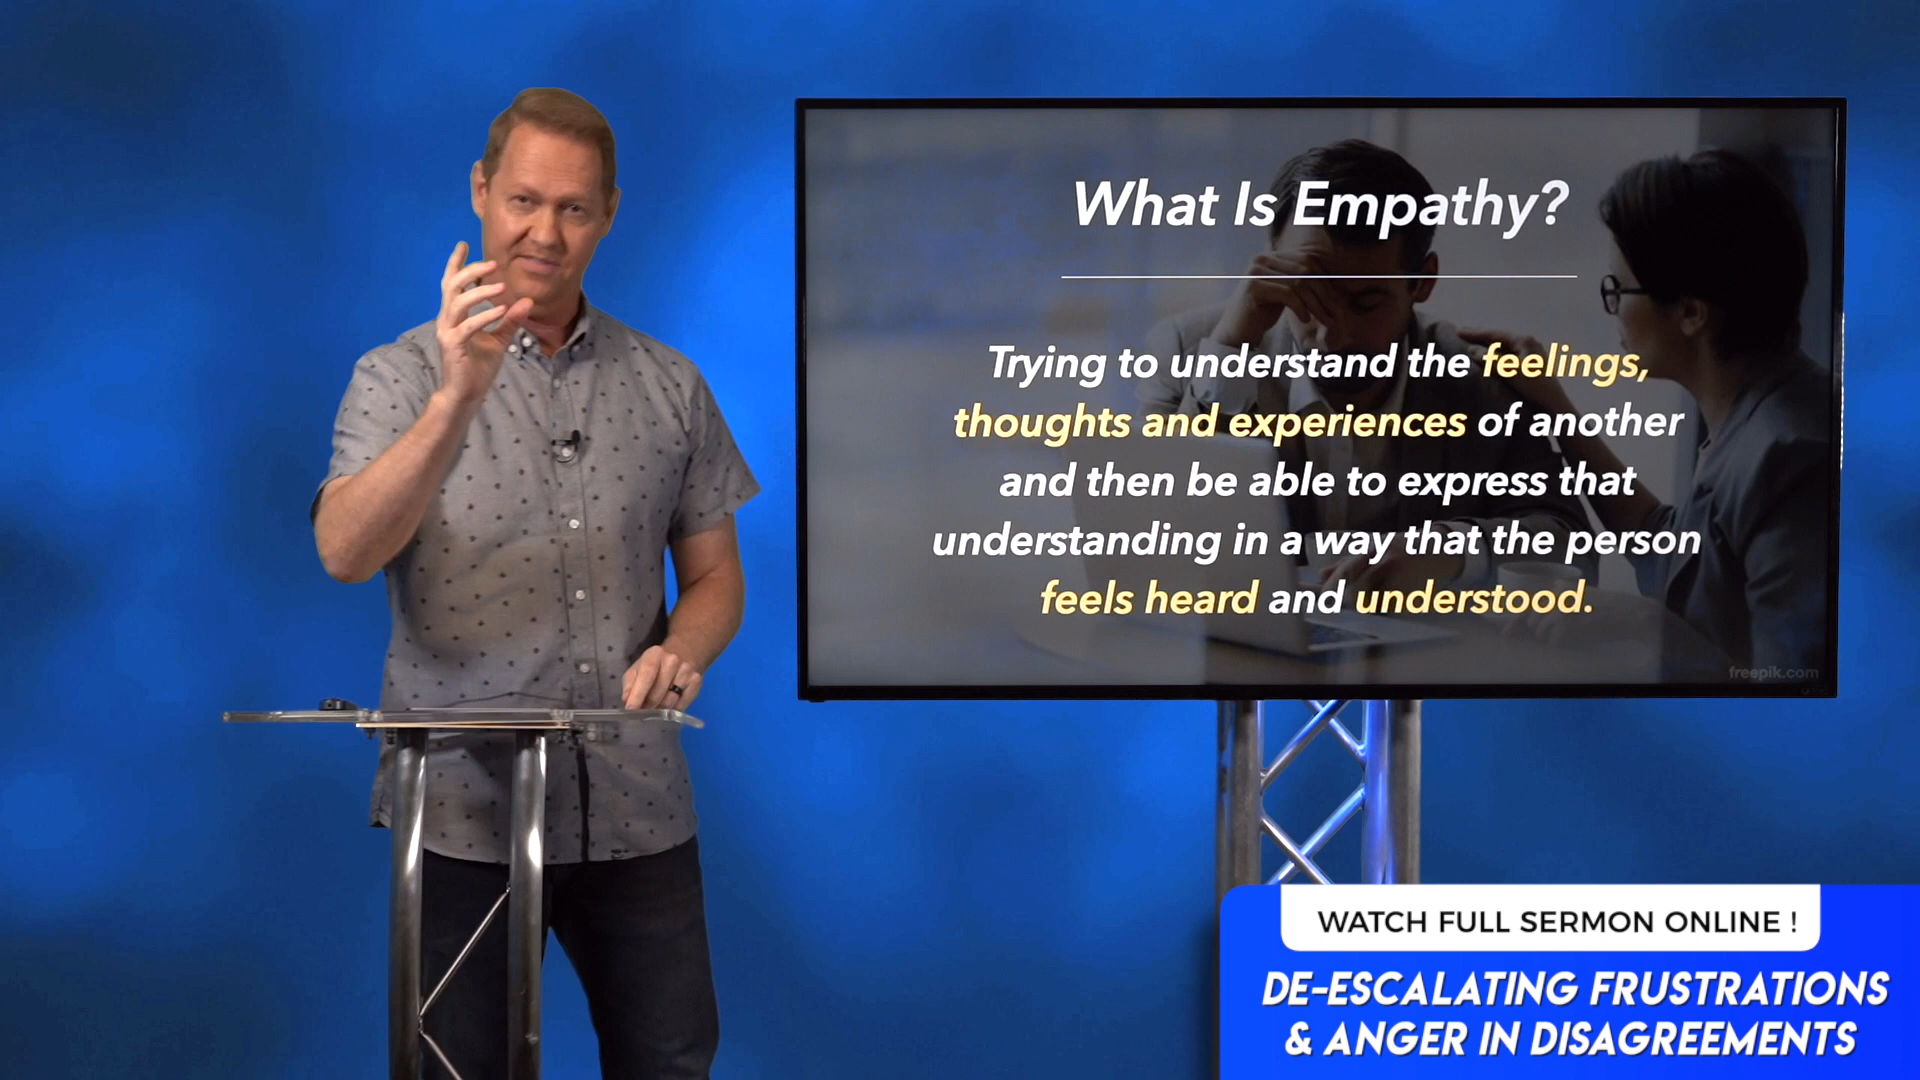 What Is Empathy?
Trying to understand the feelings,
thoughts and experiences of another
and then be able to express that
understanding in a way that the person
feels heard and understood.
freepik.com
WATCH FULL SERMON ONLINE !
DE-ESCALATING FRUSTRATIONS
& ANGER IN DISAGREEMENTS